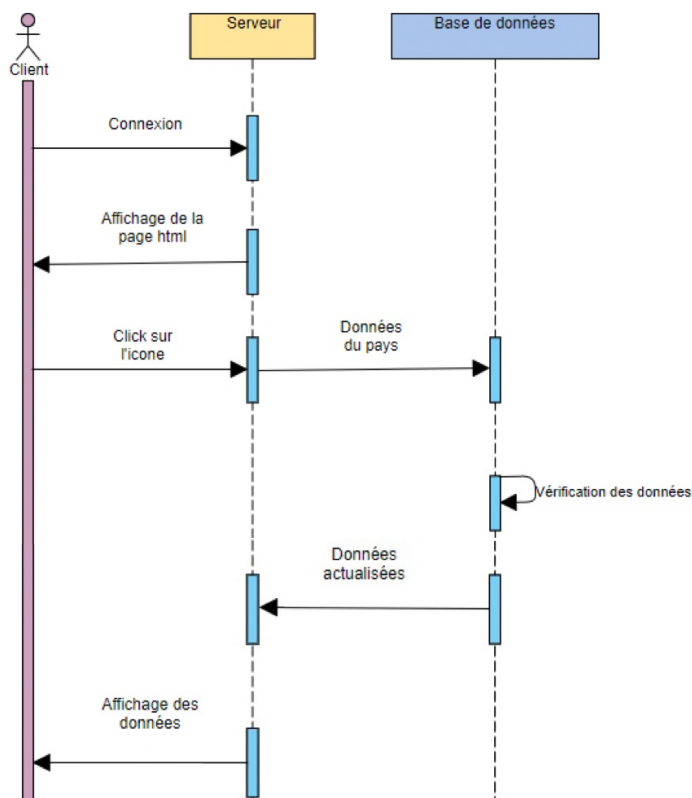 Serveur
Base de données
Client
Connexion
Affichage de la
page html
Click sur
l'icone
Données
du pays
Vérification des données
Données
actualisées
Affichage des
données